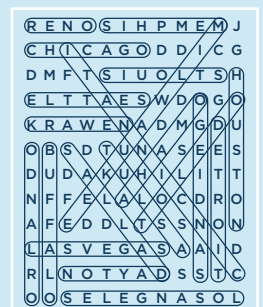 RENOSIHPMEMJ
CHICAGODDICG
DMFTSIUOLTSH
ELTTAESWDOGO
KRAWENADMGDU
OBSDTUNASEES
DUDAKUHILITT
NFFELALOCDRO
AFEDDLTSSNON
LASVEGASAAID
RLNOTYADSSTC
OOSELEGNASOL